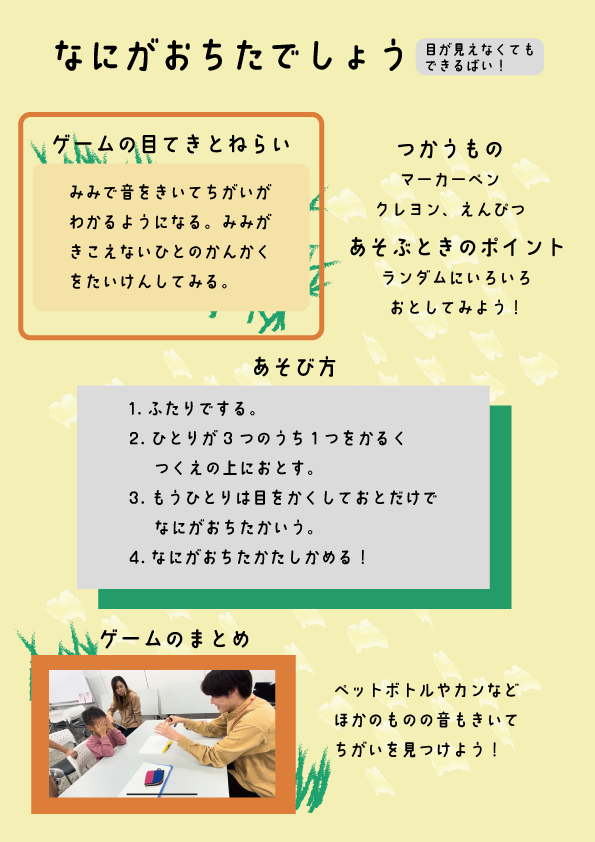 なにがおちたでしょう
目が見えなくても
できるばい！
ゲームの目てきとねらい
みみで音をきいてちがいが
わかるようになる。みみが
きこえないひとのかんかく
をたいけんしてみる。
つかうもの
マーカーペン
クレヨン、えんぴつ
あそぶときのポイント
ランダムにいろいろ
おとしてみよう！
あそび方
1. ふたりでする。
2. ひとりが３つのうち１つをかるく
つくえの上におとす。
3. もうひとりは目をかくしておとだけで
なにがおちたかいう。
4. なにがおちたかたしかめる！
ゲームのまとめ
ペットボトルやカンなど
ほかのものの音もきいて
ちがいを見つけよう！